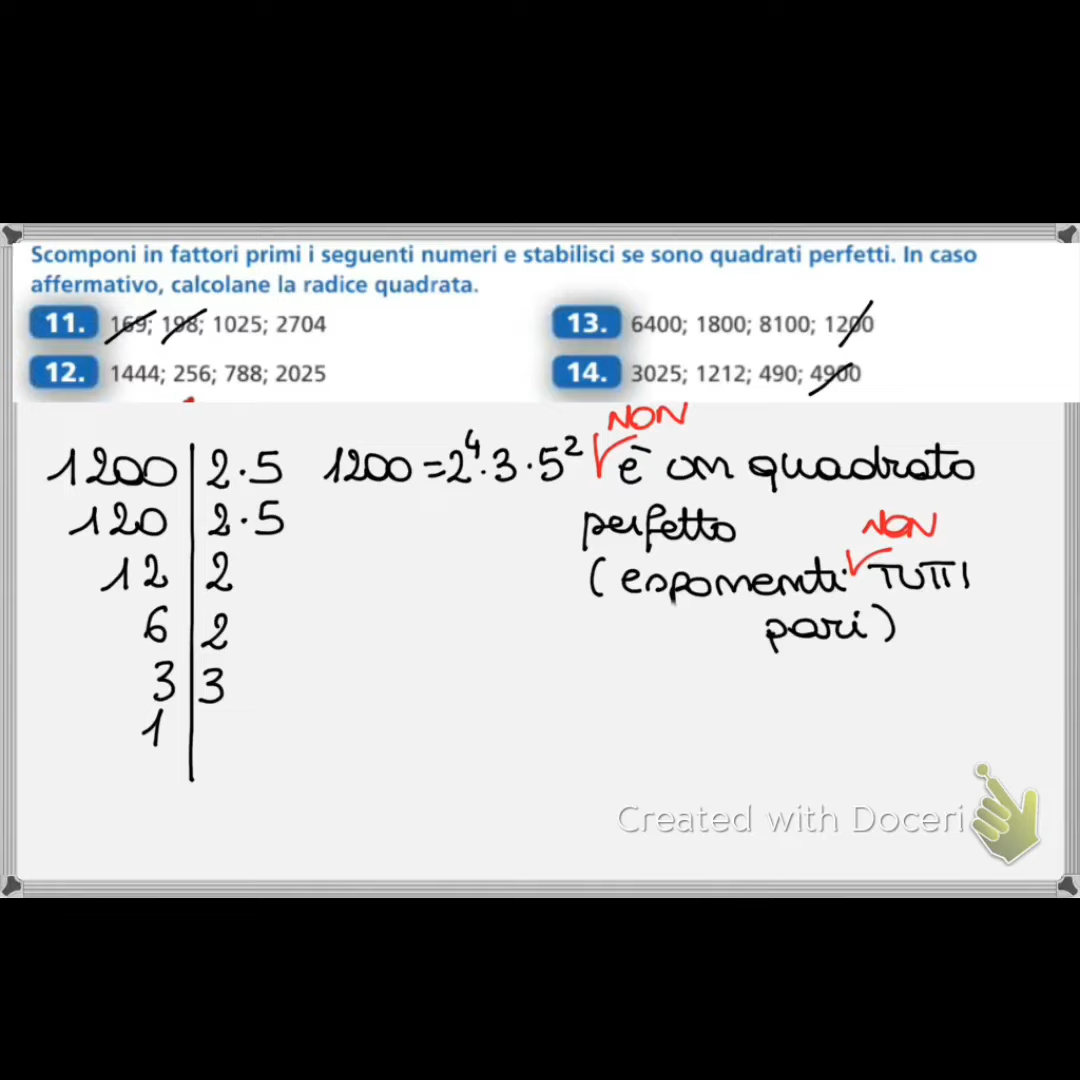 Scomponi in fattori primi i seguenti numeri e stabilisci se sono quadrati perfetti. In caso
affermativo, calcolane la radice quadrata.
11. 169; 198; 1025; 2704
12. 1444; 256; 788; 2025
13. 6400; 1800; 8100; 1200
14. 3025; 1212; 490; 4900
1200 | 2·5
120 | 2·5
12 | 2
6 | 2
3 | 3
1 |
NON
1200 = 2⁴·3·5² è un quadrato
perfetto
NON
(esponenti TUTTI
pari)
Created with Doceri